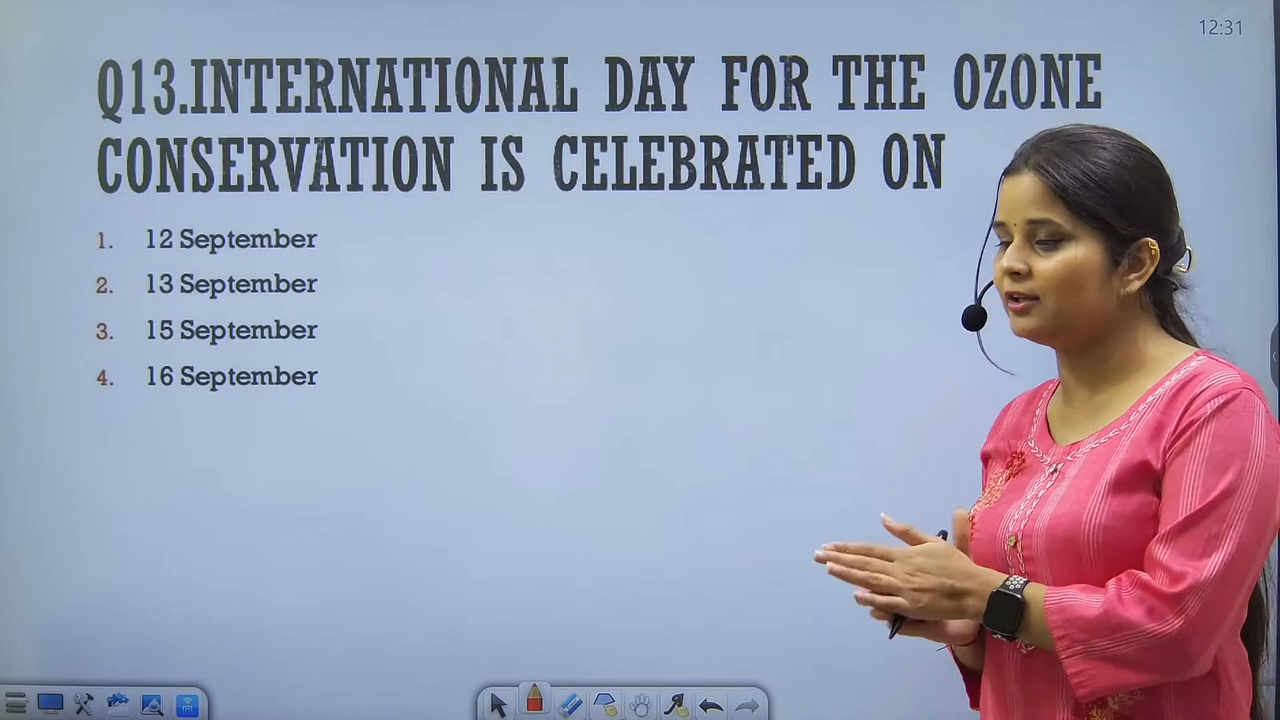 12:31
Q13.INTERNATIONAL DAY FOR THE OZONE
CONSERVATION IS CELEBRATED ON
1. 12 September
2. 13 September
3. 15 September
4. 16 September